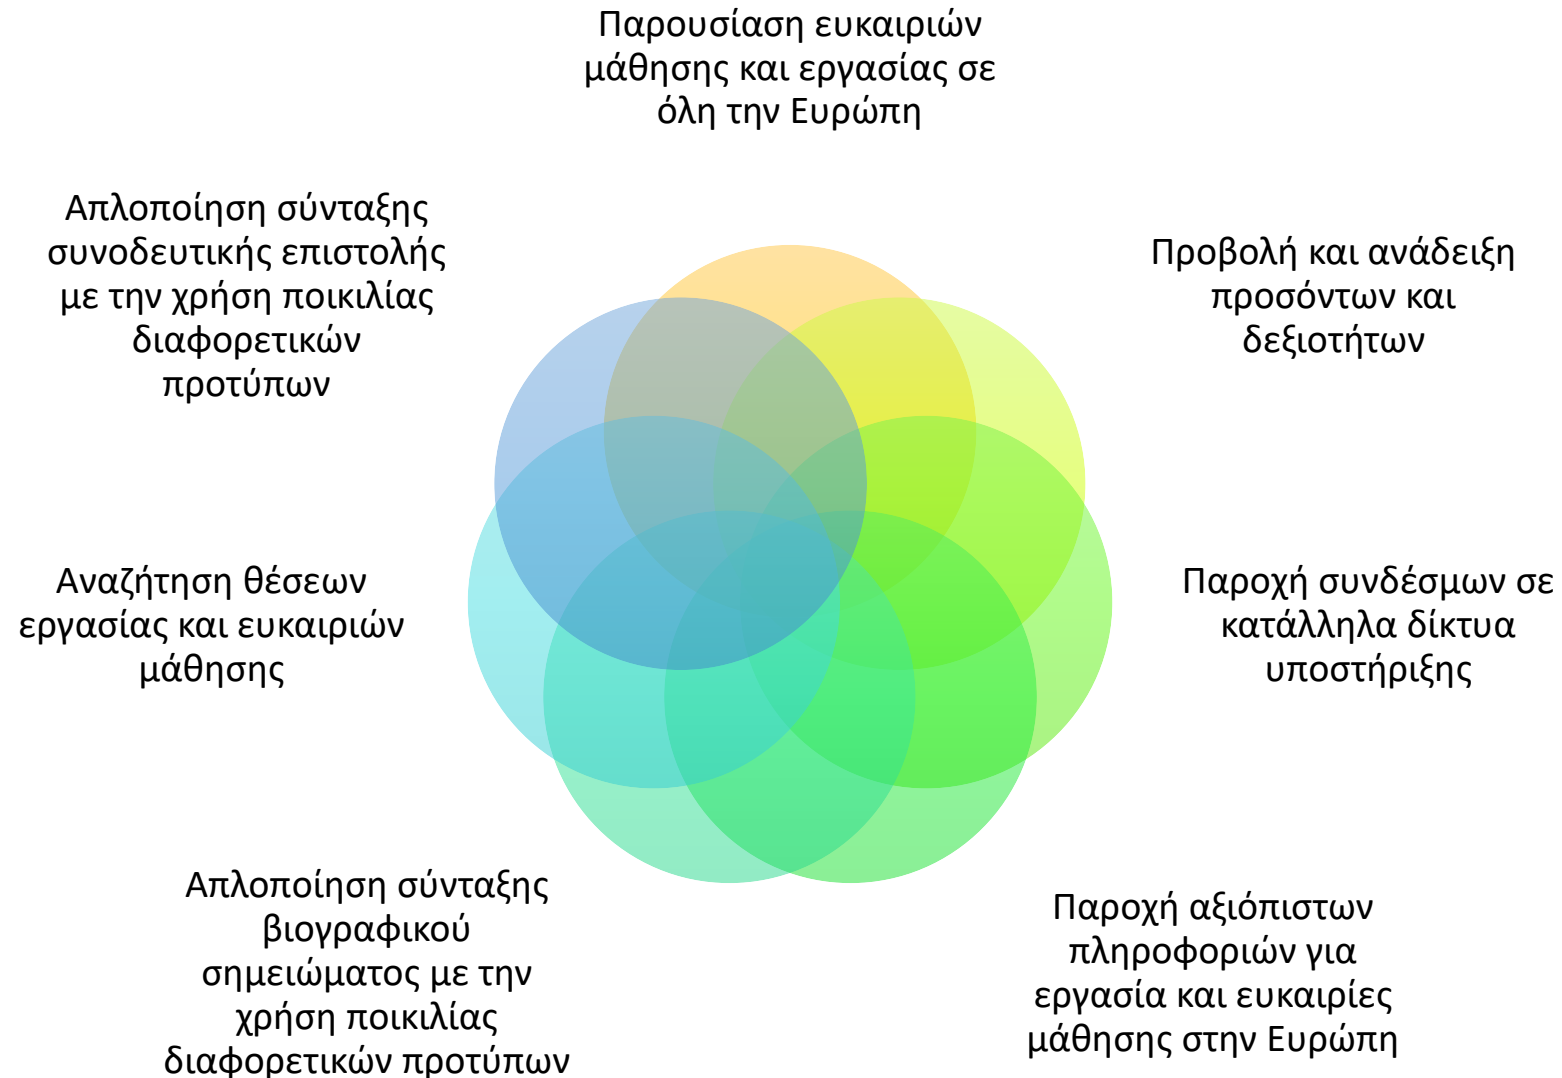 Παρουσίαση ευκαιριών
μάθησης και εργασίας σε
όλη την Ευρώπη
Προβολή και ανάδειξη
προσόντων και
δεξιοτήτων
Παροχή συνδέσμων σε
κατάλληλα δίκτυα
υποστήριξης
Παροχή αξιόπιστων
πληροφοριών για
εργασία και ευκαιρίες
μάθησης στην Ευρώπη
Απλοποίηση σύνταξης
βιογραφικού
σημειώματος με την
χρήση ποικιλίας
διαφορετικών προτύπων
Αναζήτηση θέσεων
εργασίας και ευκαιριών
μάθησης
Απλοποίηση σύνταξης
συνοδευτικής επιστολής
με την χρήση ποικιλίας
διαφορετικών
προτύπων